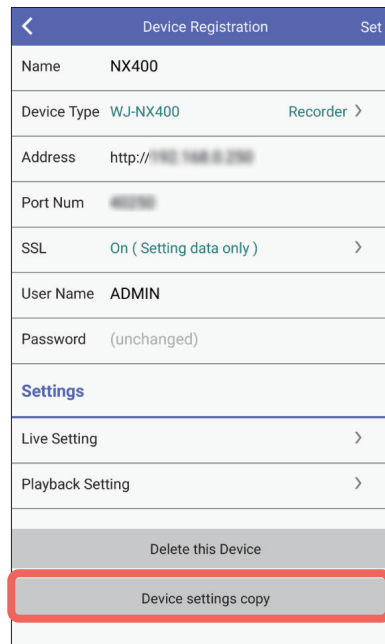 Device Registration Set
Name NX400
Device Type WJ-NX400 Recorder
Address http://
Port Num
SSL On ( Setting data only )
User Name ADMIN
Password (unchanged)
Settings
Live Setting
Playback Setting
Delete this Device
Device settings copy